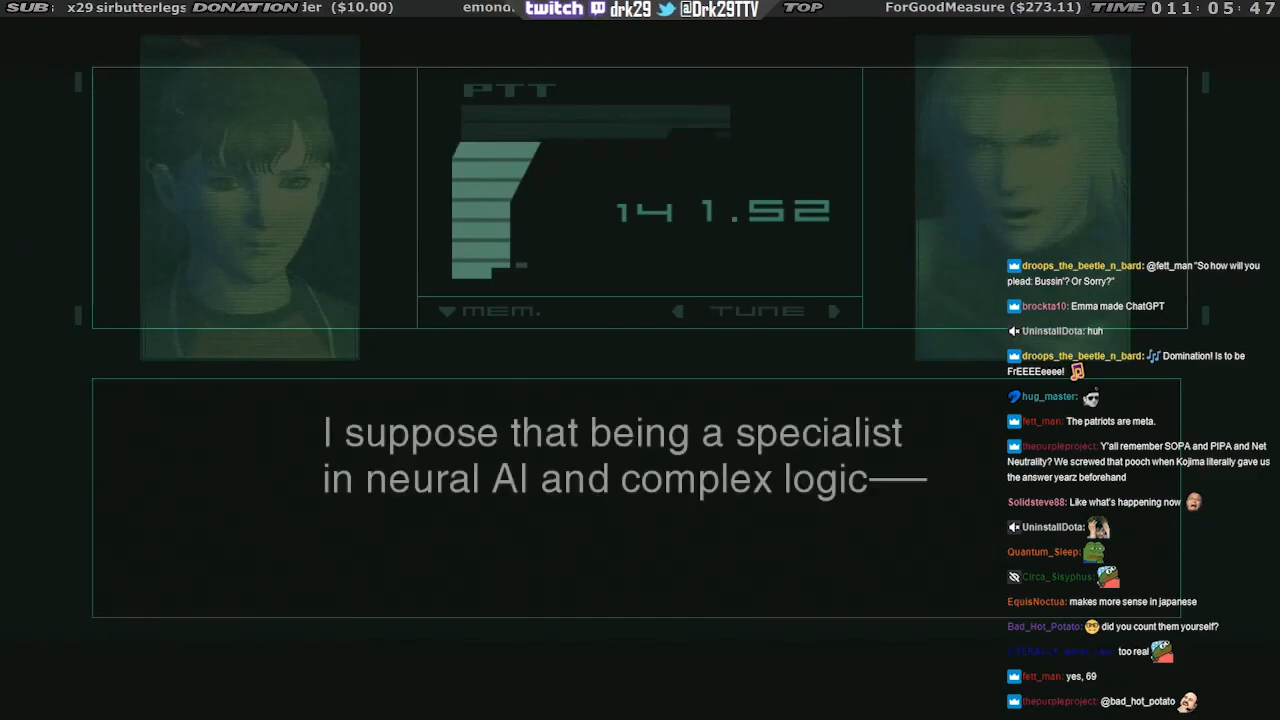 SUB: x29 sirbutterlegs DONATION ier ($10.00) emona. twitch drk29 @Drk29TTV TOP ForGoodMeasure ($273.11) TIME 011:05:47
PTT
141.52
MEM. TUNE
I suppose that being a specialist
in neural AI and complex logic——
droops_the_beetle_n_bard: @fett_man "So how will you
plead: Bussin'? Or Sorry?"
brockta10: Emma made ChatGPT
UninstallDota: huh
droops_the_beetle_n_bard: 🎶 Domination! Is to be
FrEEEEeeee!
hug_master:
fett_man: The patriots are meta.
thepurpleproject: Y'all remember SOPA and PIPA and Net
Neutrality? We screwed that pooch when Kojima literally gave us
the answer yearz beforehand
Solidsteve88: Like what's happening now
UninstallDota:
Quantum_Sleep:
Circa_Sisyphus:
EquisNoctua: makes more sense in japanese
Bad_Hot_Potato: 🤓 did you count them yourself?
too real
fett_man: yes, 69
thepurpleproject: @bad_hot_potato